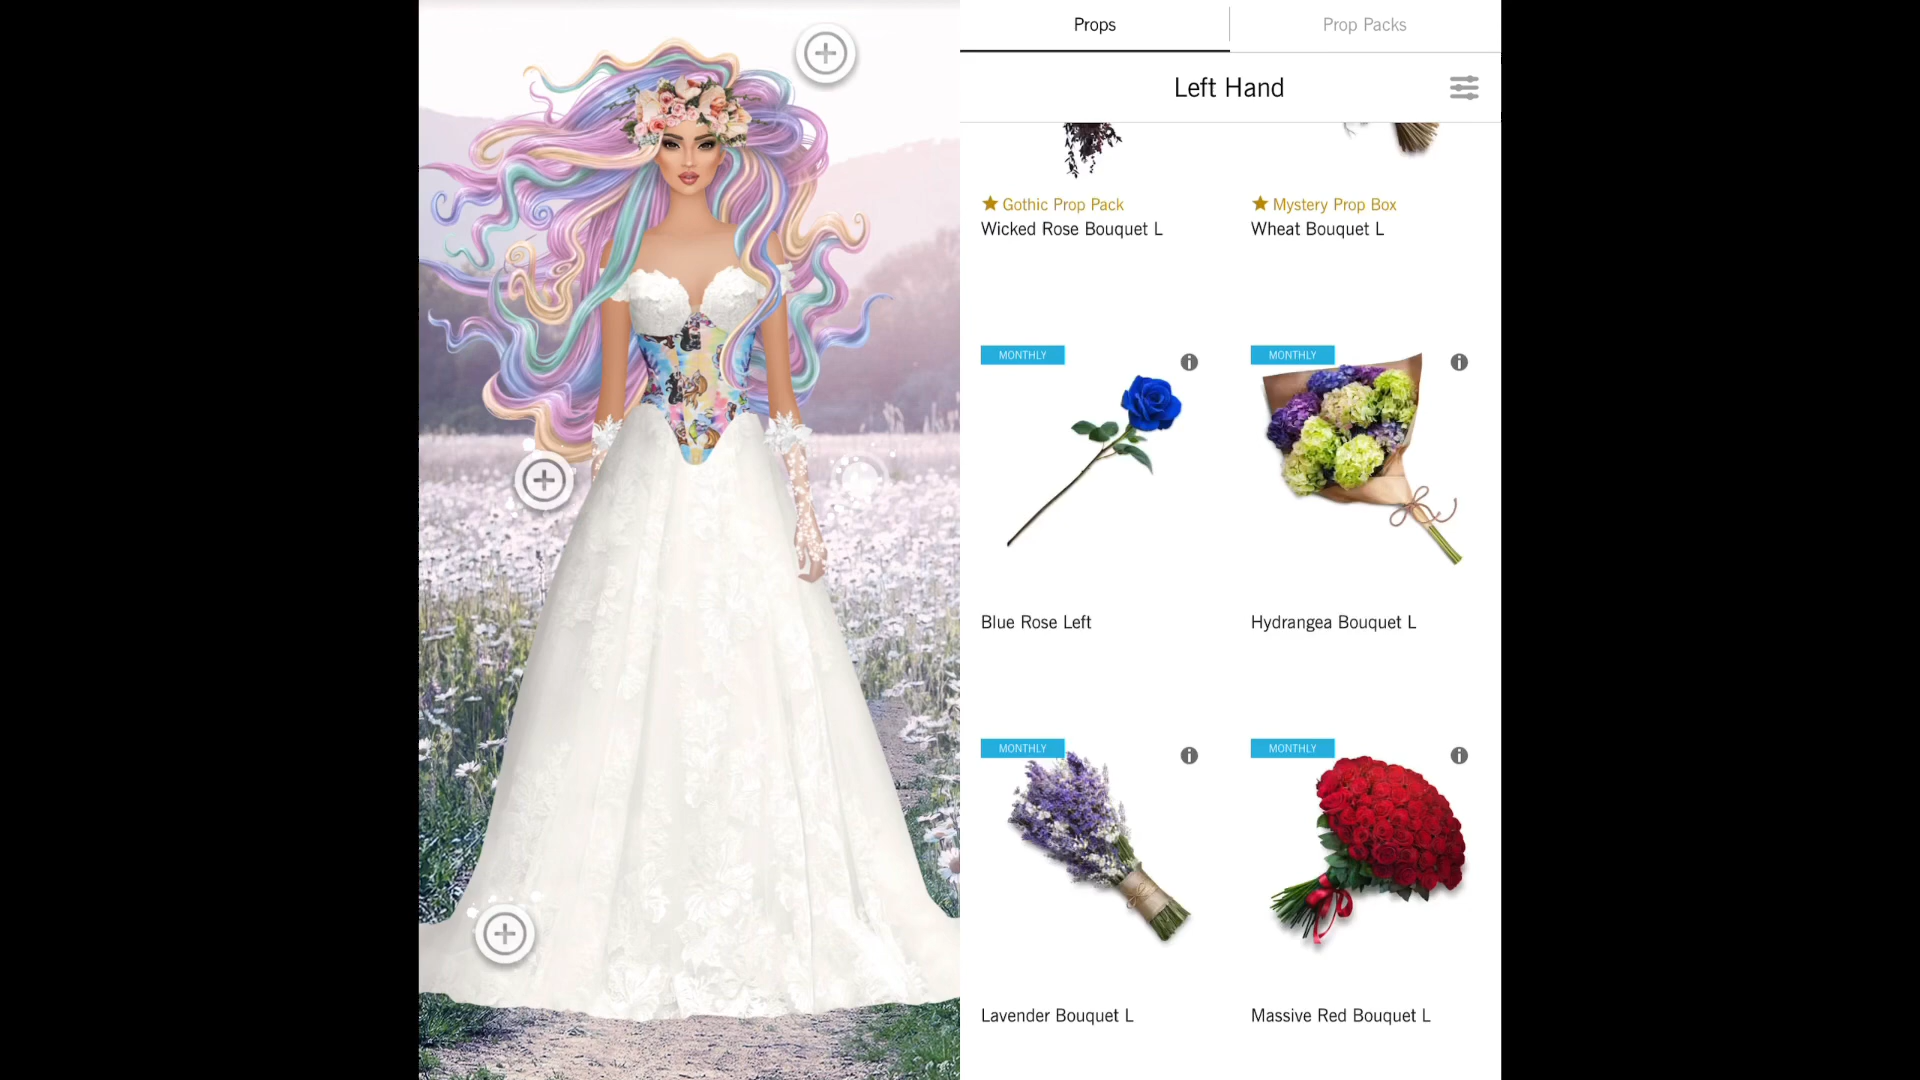 Props
Prop Packs
Left Hand
Gothic Prop Pack
Wicked Rose Bouquet L
Mystery Prop Box
Wheat Bouquet L
MONTHLY
Blue Rose Left
MONTHLY
Hydrangea Bouquet L
MONTHLY
Lavender Bouquet L
MONTHLY
Massive Red Bouquet L